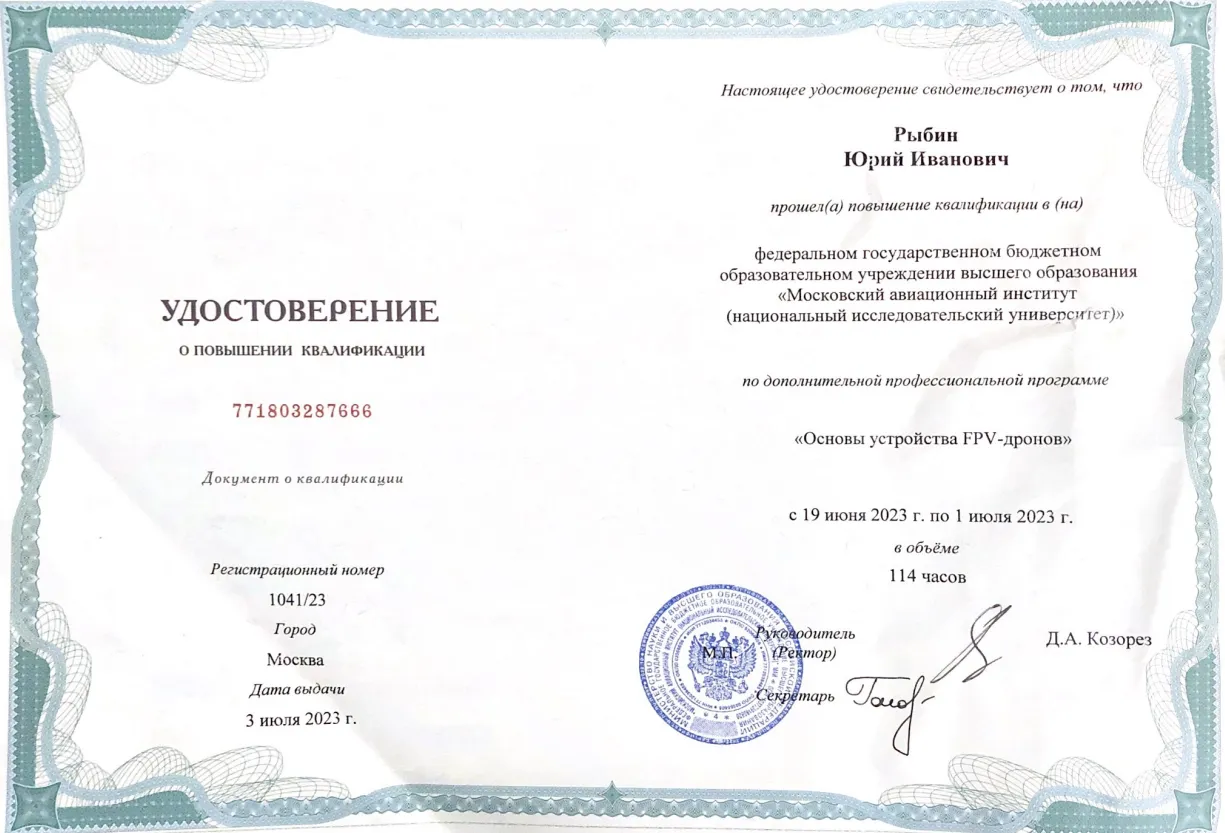 УДОСТОВЕРЕНИЕ
О ПОВЫШЕНИИ КВАЛИФИКАЦИИ
771803287666
Документ о квалификации
Регистрационный номер
1041/23
Город
Москва
Дата выдачи
3 июля 2023 г.
Настоящее удостоверение свидетельствует о том, что
Рыбин
Юрий Иванович
прошел(а) повышение квалификации в (на)
федеральном государственном бюджетном
образовательном учреждении высшего образования
«Московский авиационный институт
(национальный исследовательский университет)»
по дополнительной профессиональной программе
«Основы устройства FPV-дронов»
с 19 июня 2023 г. по 1 июля 2023 г.
в объёме
114 часов
Руководитель
М.П. (Ректор)
Д.А. Козорез
Секретарь